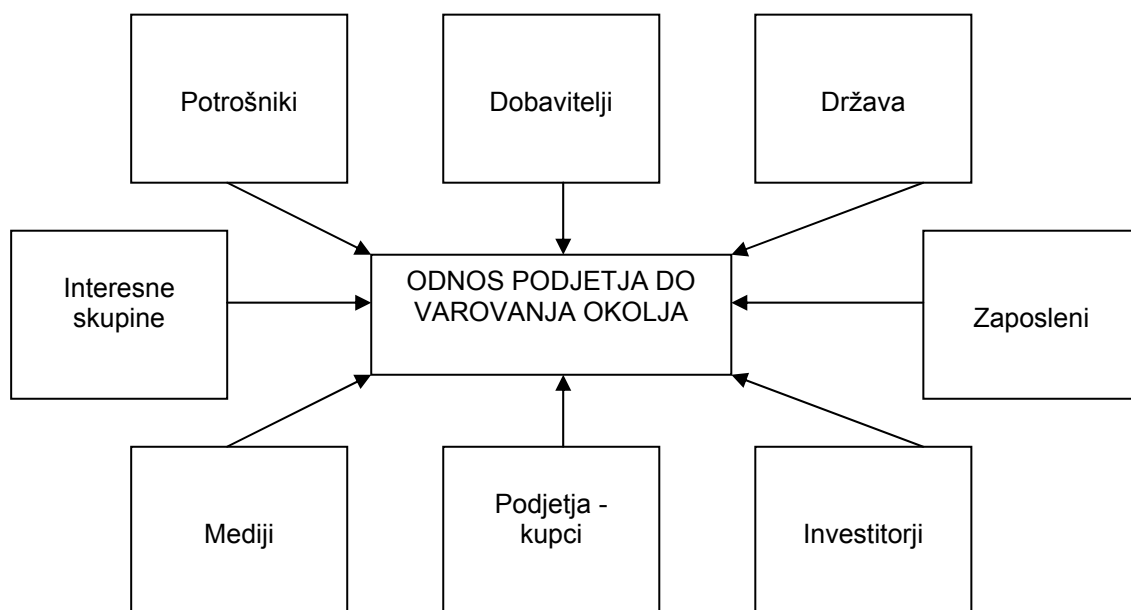 Potrošniki
Dobavitelji
Država
Interesne
skupine
ODNOS PODJETJA DO
VAROVANJA OKOLJA
Zaposleni
Mediji
Podjetja -
kupci
Investitorji